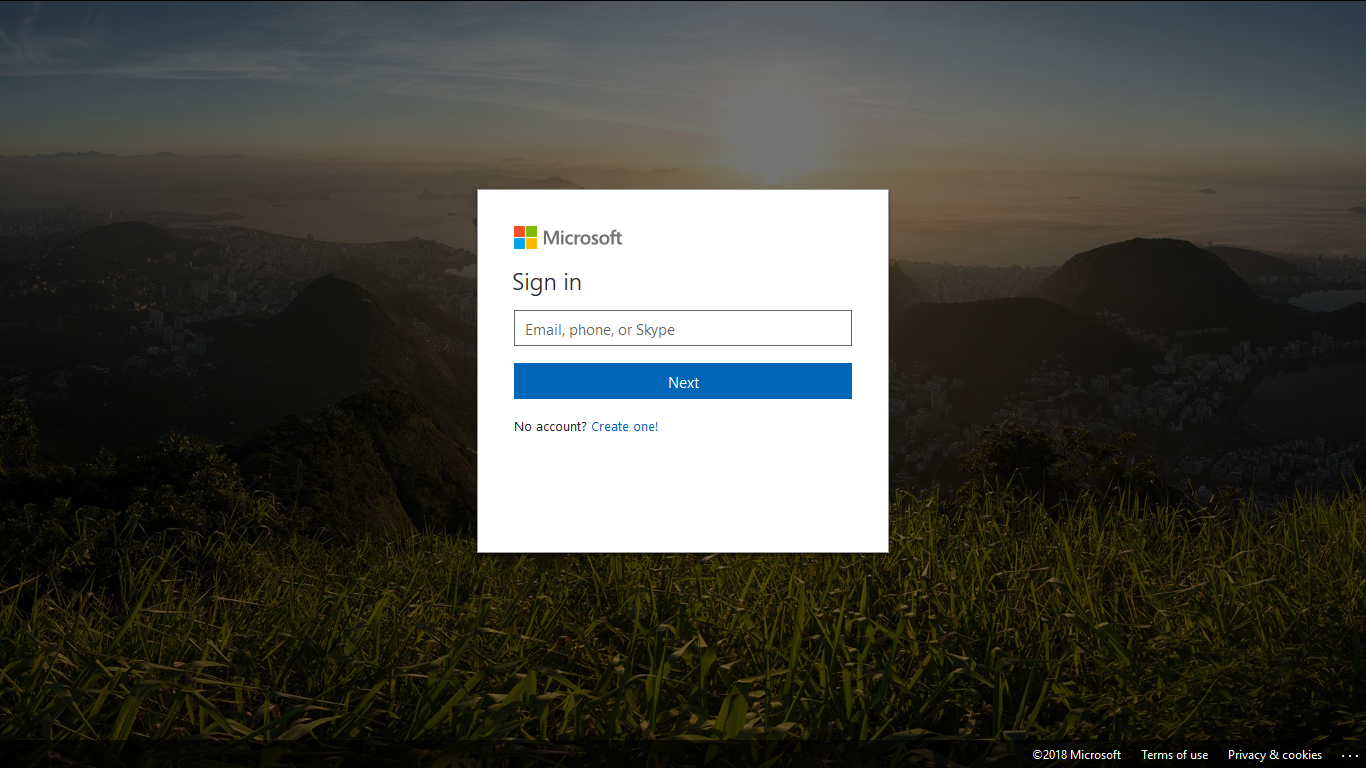 Microsoft
Sign in
Email, phone, or Skype
Next
No account? Create one!
©2018 Microsoft Terms of use Privacy & cookies ...